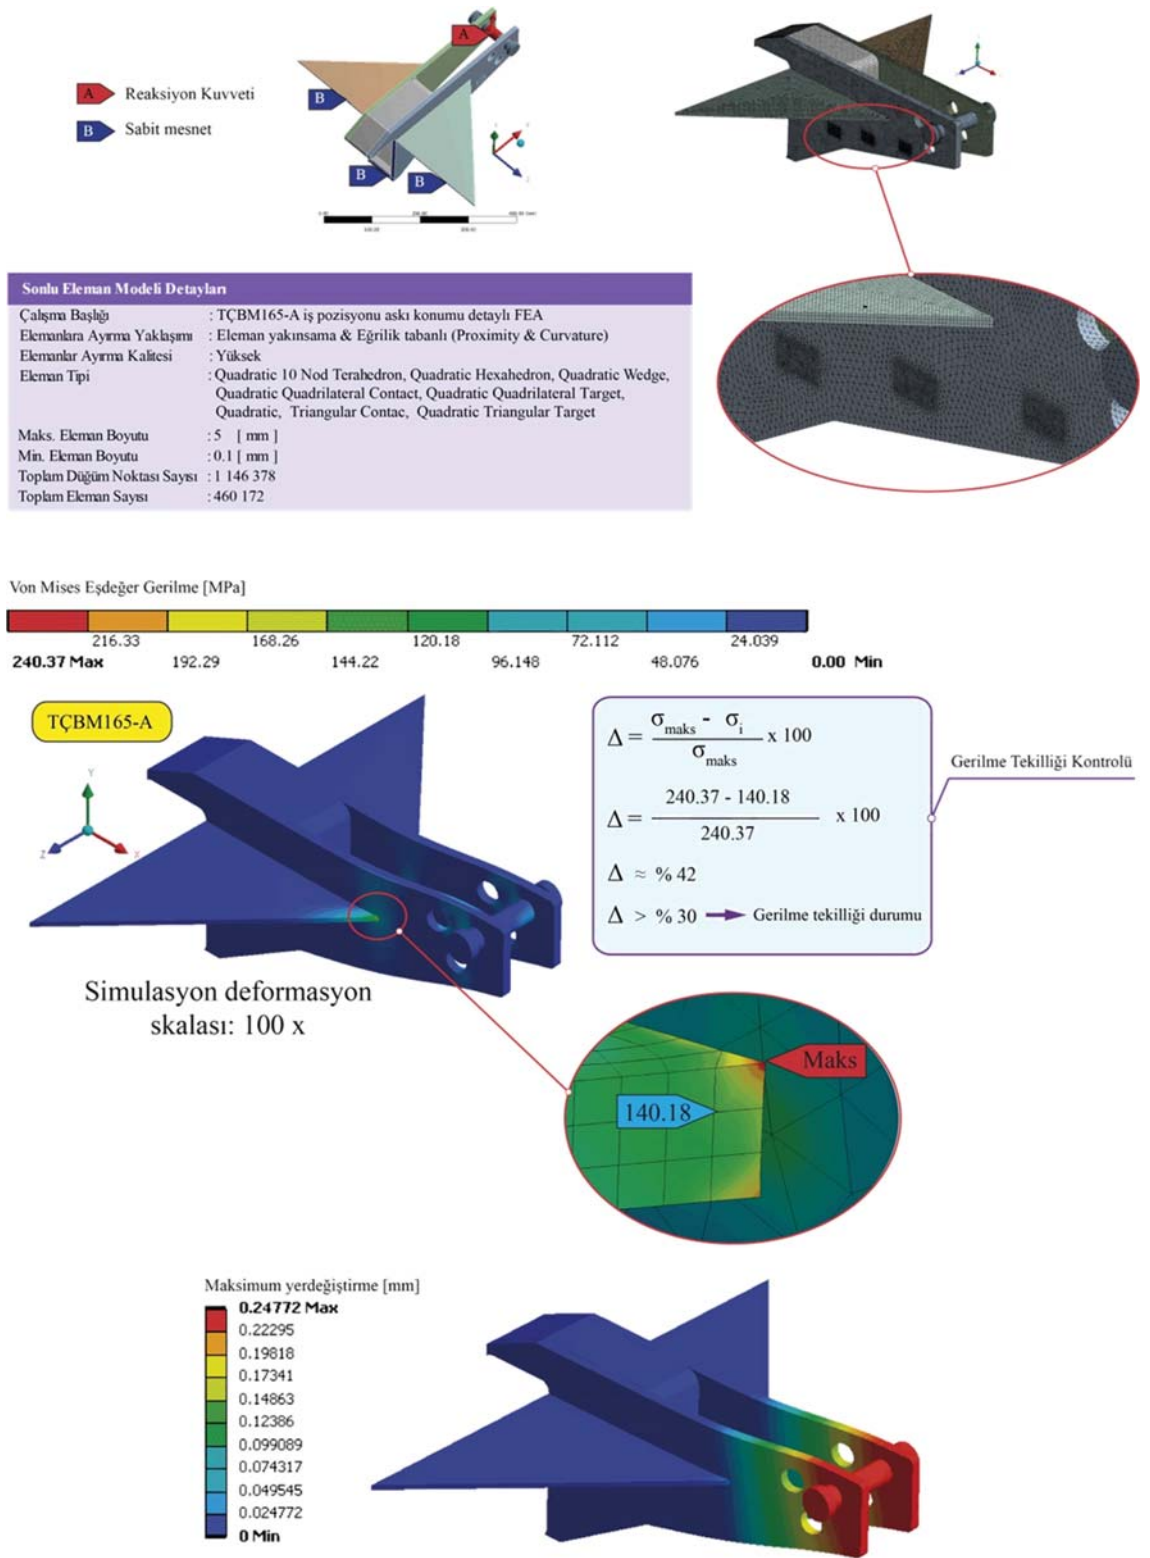 A
A Reaksiyon Kuvveti
B Sabit mesnet
B
B
B
Sonlu Eleman Modeli Detayları
Çalışma Başlığı : TÇBM165-A iş pozisyonu askı konumu detaylı FEA
Elemanlara Ayırma Yaklaşımı : Eleman yakınsama & Eğrilik tabanlı (Proximity & Curvature)
Elemanlar Ayırma Kalitesi : Yüksek
Eleman Tipi : Quadratic 10 Nod Terahedron, Quadratic Hexahedron, Quadratic Wedge,
Quadratic Quadrilateral Contact, Quadratic Quadrilateral Target,
Quadratic, Triangular Contac, Quadratic Triangular Target
Maks. Eleman Boyutu : 5 [ mm ]
Min. Eleman Boyutu : 0.1 [ mm ]
Toplam Düğüm Noktası Sayısı : 1 146 378
Toplam Eleman Sayısı : 460 172
Von Mises Eşdeğer Gerilme [MPa]
216.33 168.26 120.18 72.112 24.039
240.37 Max 192.29 144.22 96.148 48.076 0.00 Min
TÇBM165-A
Y
Z X
Simulasyon deformasyon
skalası: 100 x
Δ = σmaks - σi / σmaks x 100
Δ = 240.37 - 140.18 / 240.37 x 100
Δ ≈ % 42
Δ > % 30 Gerilme tekilliği durumu
Gerilme Tekilliği Kontrolü
Maks
140.18
Maksimum yerdeğiştirme [mm]
0.24772 Max
0.22295
0.19818
0.17341
0.14863
0.12386
0.099089
0.074317
0.049545
0.024772
0 Min